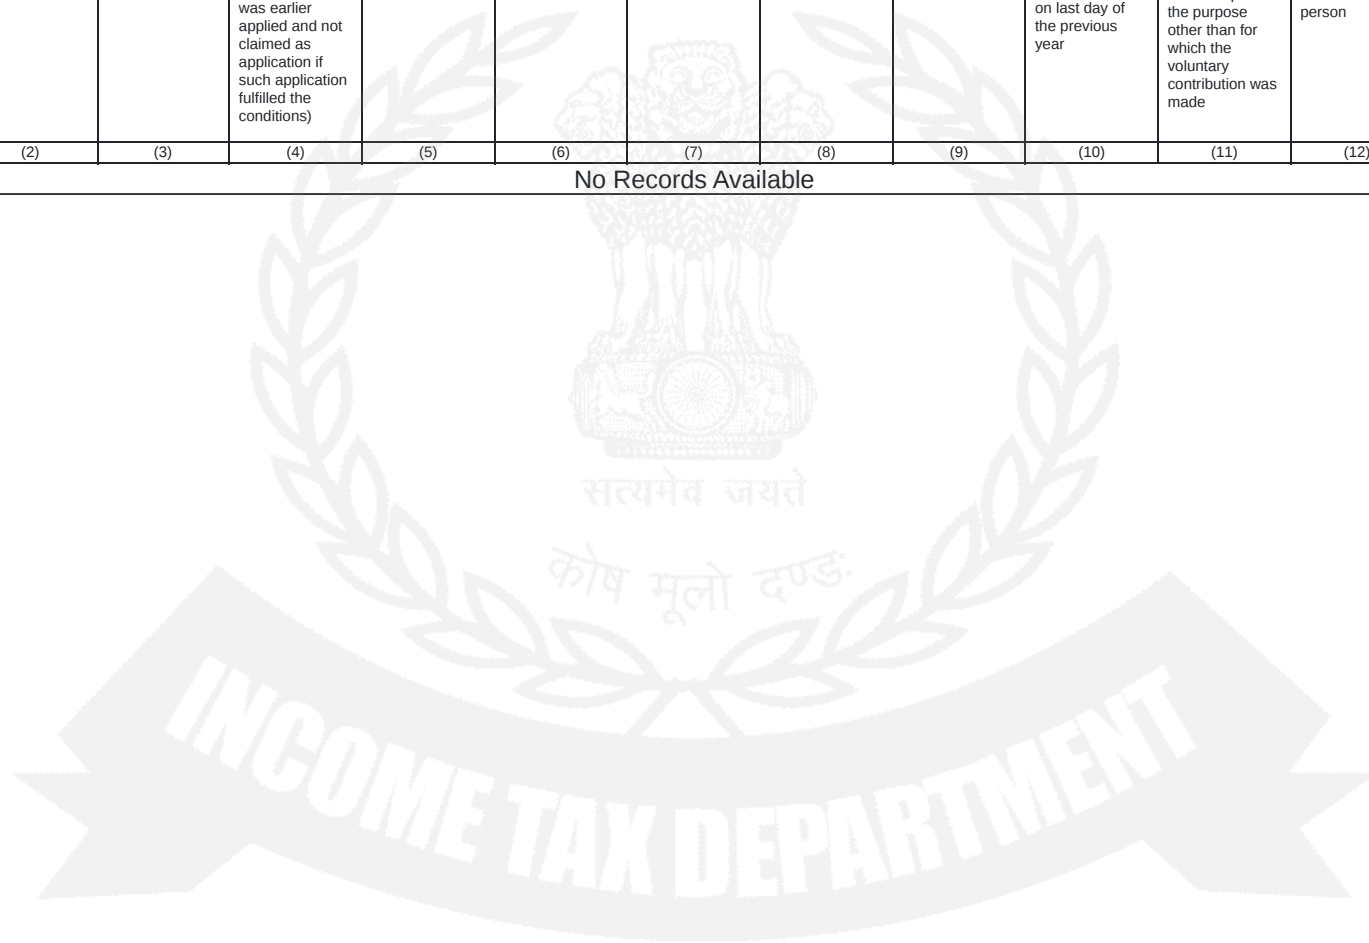 was earlier
applied and not
claimed as
application if
such application
fulfilled the
conditions)
on last day of
the previous
year
the purpose
other than for
which the
voluntary
contribution was
made
person
(2) (3) (4) (5) (6) (7) (8) (9) (10) (11) (12)
No Records Available
सत्यमेव जयते
कोष मूलो दण्डः
INCOME TAX DEPARTMENT